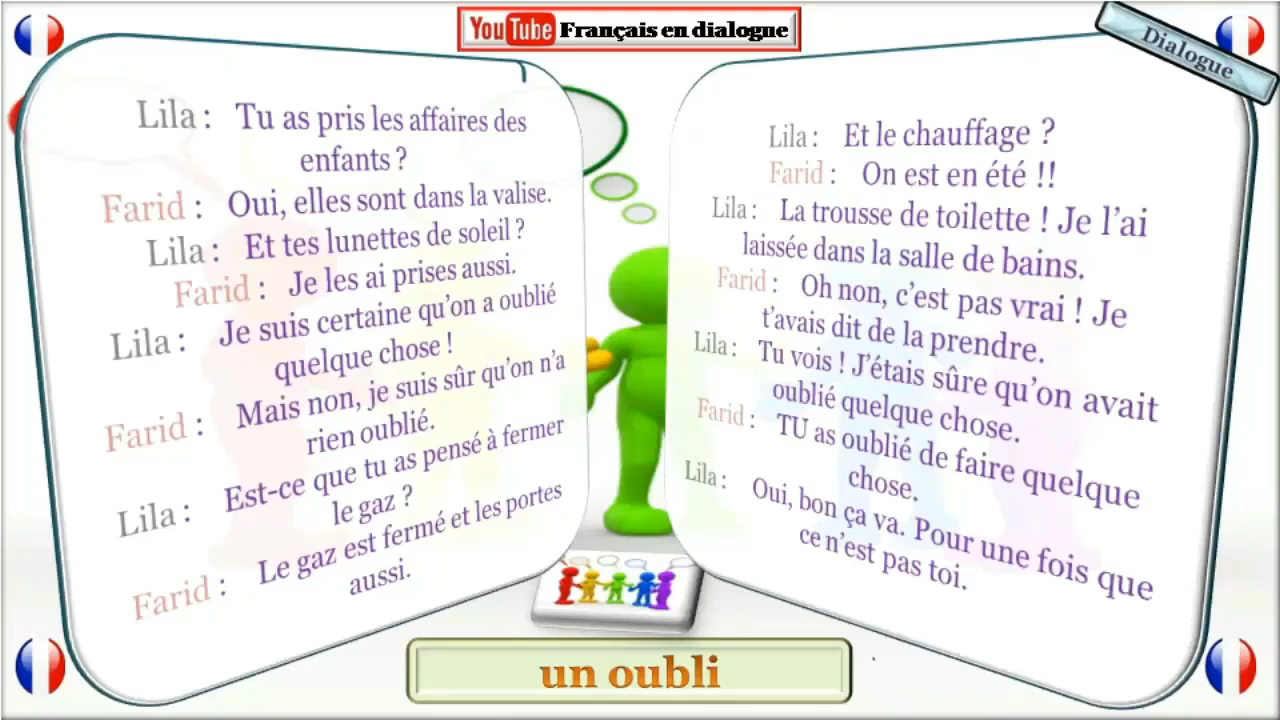 YouTube Français en dialogue
Dialogue
Lila : Tu as pris les affaires des
enfants ?
Farid : Oui, elles sont dans la valise.
Lila : Et tes lunettes de soleil ?
Farid : Je les ai prises aussi.
Lila : Je suis certaine qu'on a oublié
quelque chose !
Farid : Mais non, je suis sûr qu'on n'a
rien oublié.
Lila : Est-ce que tu as pensé à fermer
le gaz ?
Farid : Le gaz est fermé et les portes
aussi.
Lila : Et le chauffage ?
Farid : On est en été !!
Lila : La trousse de toilette ! Je l'ai
laissée dans la salle de bains.
Farid : Oh non, c'est pas vrai ! Je
t'avais dit de la prendre.
Lila : Tu vois ! J'étais sûre qu'on avait
oublié quelque chose.
Farid : TU as oublié de faire quelque
chose.
Lila : Oui, bon ça va. Pour une fois que
ce n'est pas toi.
un oubli